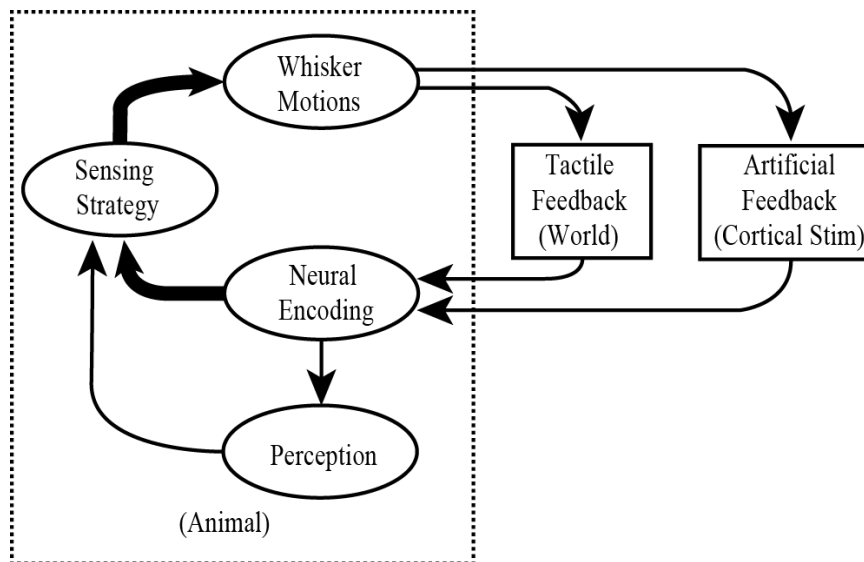 Whisker
Motions
Sensing
Strategy
Tactile
Feedback
(World)
Artificial
Feedback
(Cortical Stim)
Neural
Encoding
Perception
(Animal)